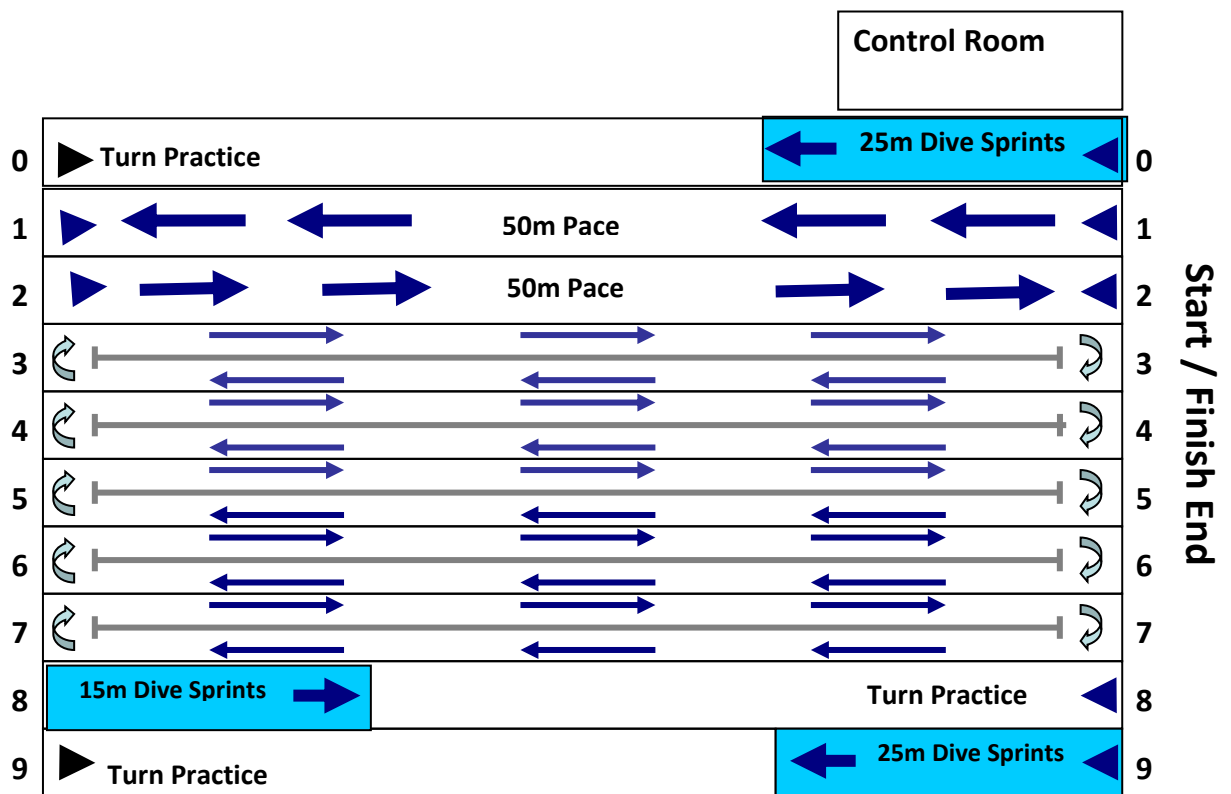 Control Room
0 Turn Practice 25m Dive Sprints 0
1 50m Pace 1
2 50m Pace 2
3 3
4 4
5 5
6 6
7 7
8 15m Dive Sprints Turn Practice 8
9 Turn Practice 25m Dive Sprints 9
Start / Finish End